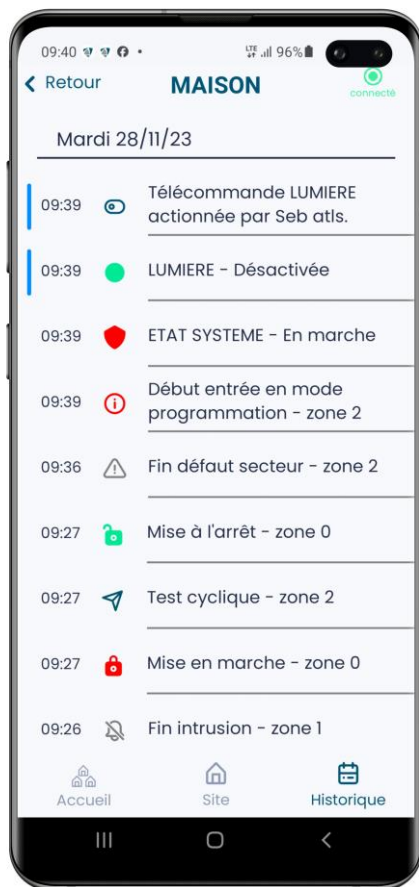 09:40 LTE 96%
Retour MAISON connecté
Mardi 28/11/23
09:39 Télécommande LUMIERE
actionnée par Seb atls.
09:39 LUMIERE - Désactivée
09:39 ETAT SYSTEME - En marche
09:39 Début entrée en mode
programmation - zone 2
09:36 Fin défaut secteur - zone 2
09:27 Mise à l'arrêt - zone 0
09:27 Test cyclique - zone 2
09:27 Mise en marche - zone 0
09:26 Fin intrusion - zone 1
Accueil Site Historique